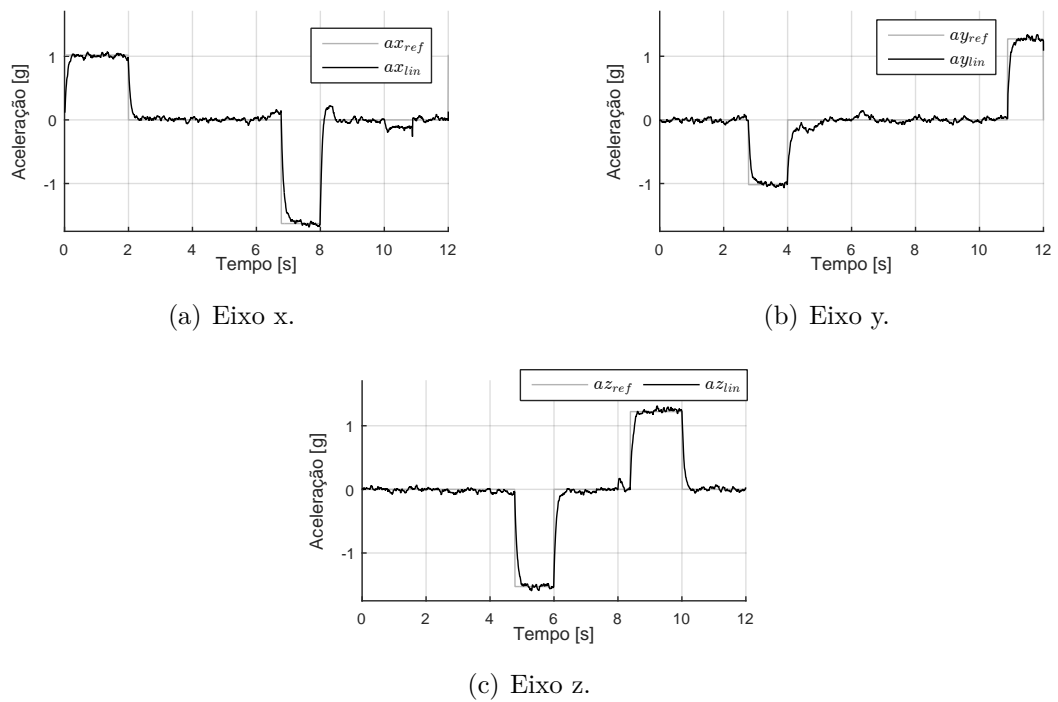 ax_ref
ax_lin
Aceleração [g]
1
0
-1
0 2 4 6 8 10 12
Tempo [s]
(a) Eixo x.
ay_ref
ay_lin
Aceleração [g]
1
0
-1
0 2 4 6 8 10 12
Tempo [s]
(b) Eixo y.
az_ref az_lin
Aceleração [g]
1
0
-1
0 2 4 6 8 10 12
Tempo [s]
(c) Eixo z.